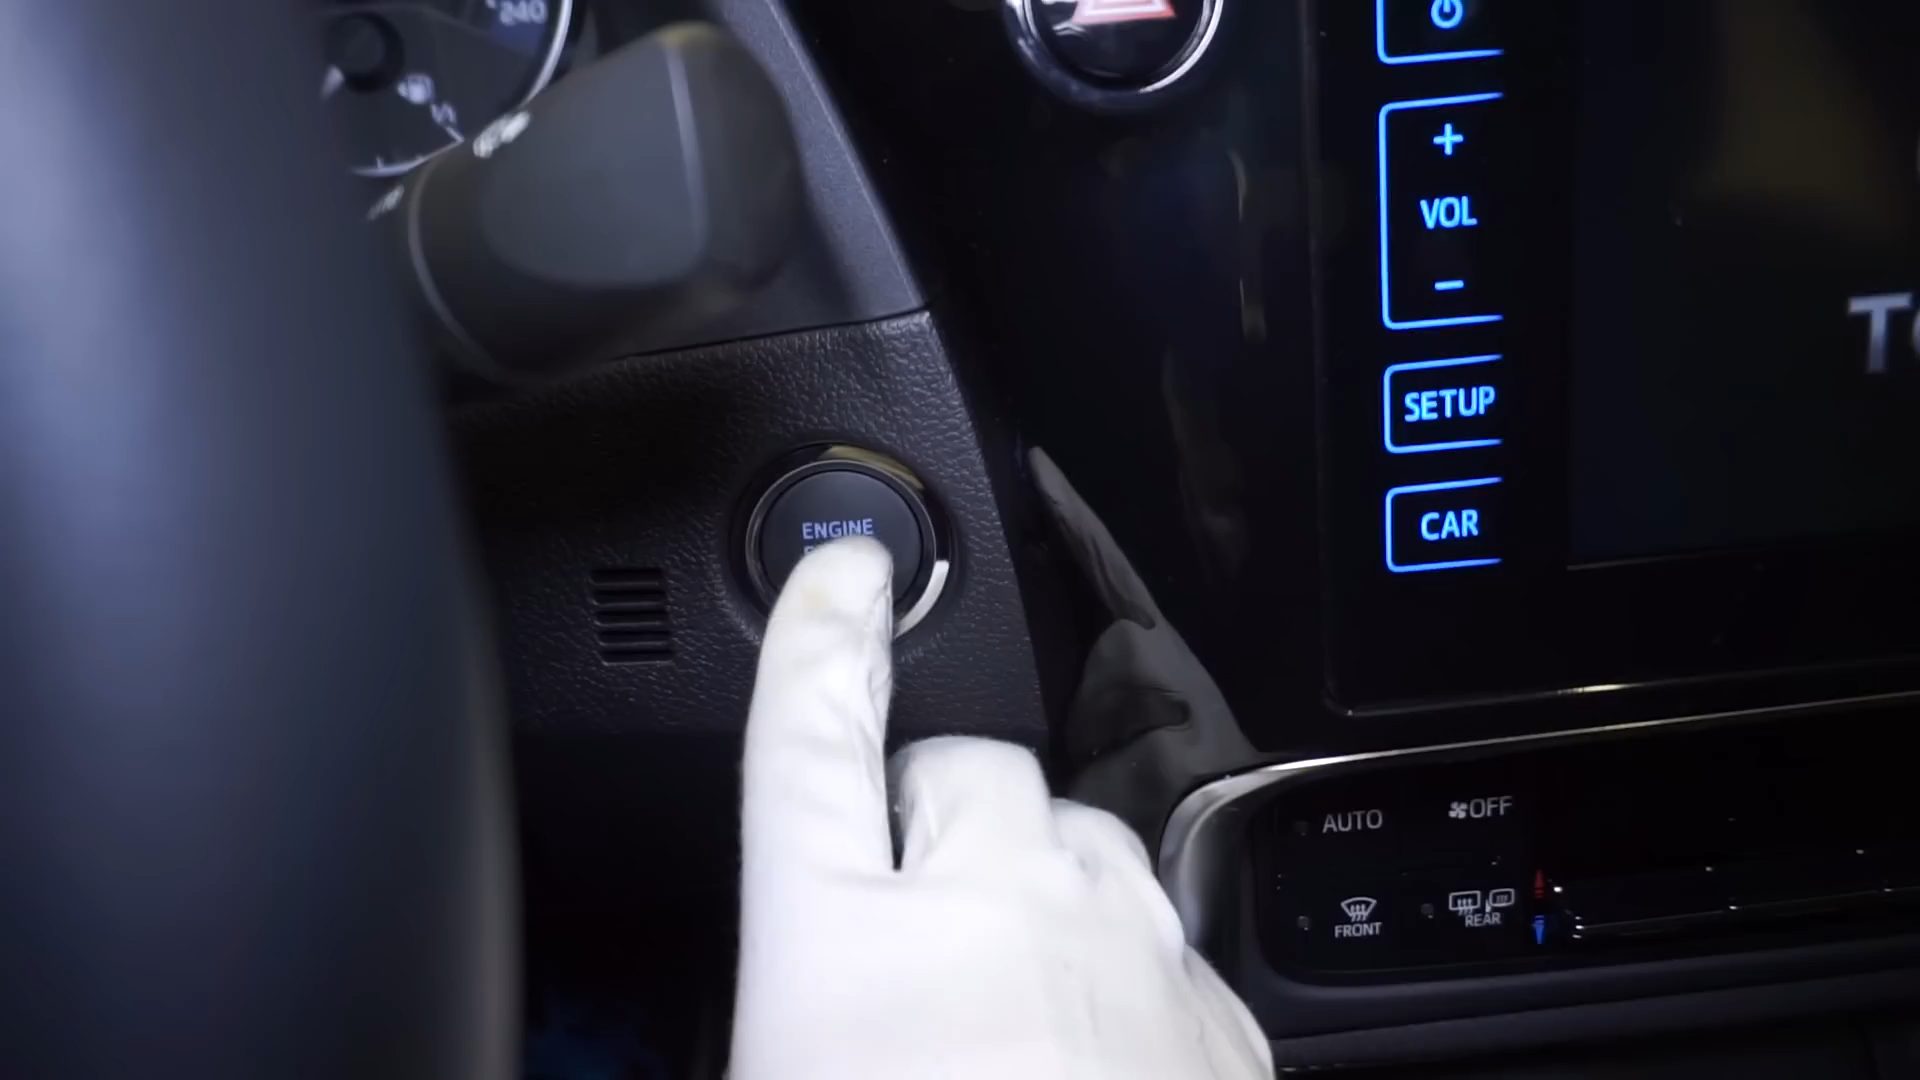 240
+
VOL
-
SETUP
CAR
ENGINE
AUTO
OFF
FRONT
REAR